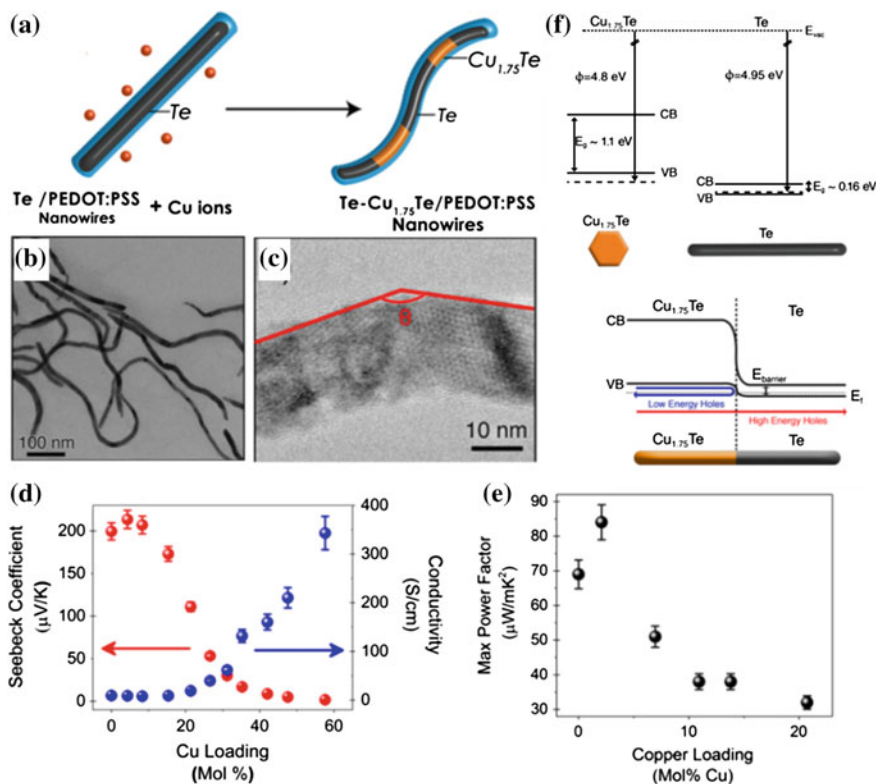 (a)
Te
Cu1.75Te
Te
Te /PEDOT:PSS
Nanowires + Cu ions
Te-Cu1.75Te/PEDOT:PSS
Nanowires
(b)
100 nm
(c)
θ
10 nm
(f)
Cu1.75Te
Te
Evac
ϕ=4.8 eV
ϕ=4.95 eV
CB
Eg ~ 1.1 eV
VB
CB
Eg ~ 0.16 eV
VB
Cu1.75Te
Te
Cu1.75Te
Te
CB
VB
Ebarrier
Ef
Low Energy Holes
High Energy Holes
Cu1.75Te
Te
(d)
Seebeck Coefficient
(μV/K)
200
150
100
50
0
400
300
200
100
0
Conductivity
(S/cm)
0 20 40 60
Cu Loading
(Mol %)
(e)
Max Power Factor
(μW/mK²)
90
80
70
60
50
40
30
0 10 20
Copper Loading
(Mol% Cu)